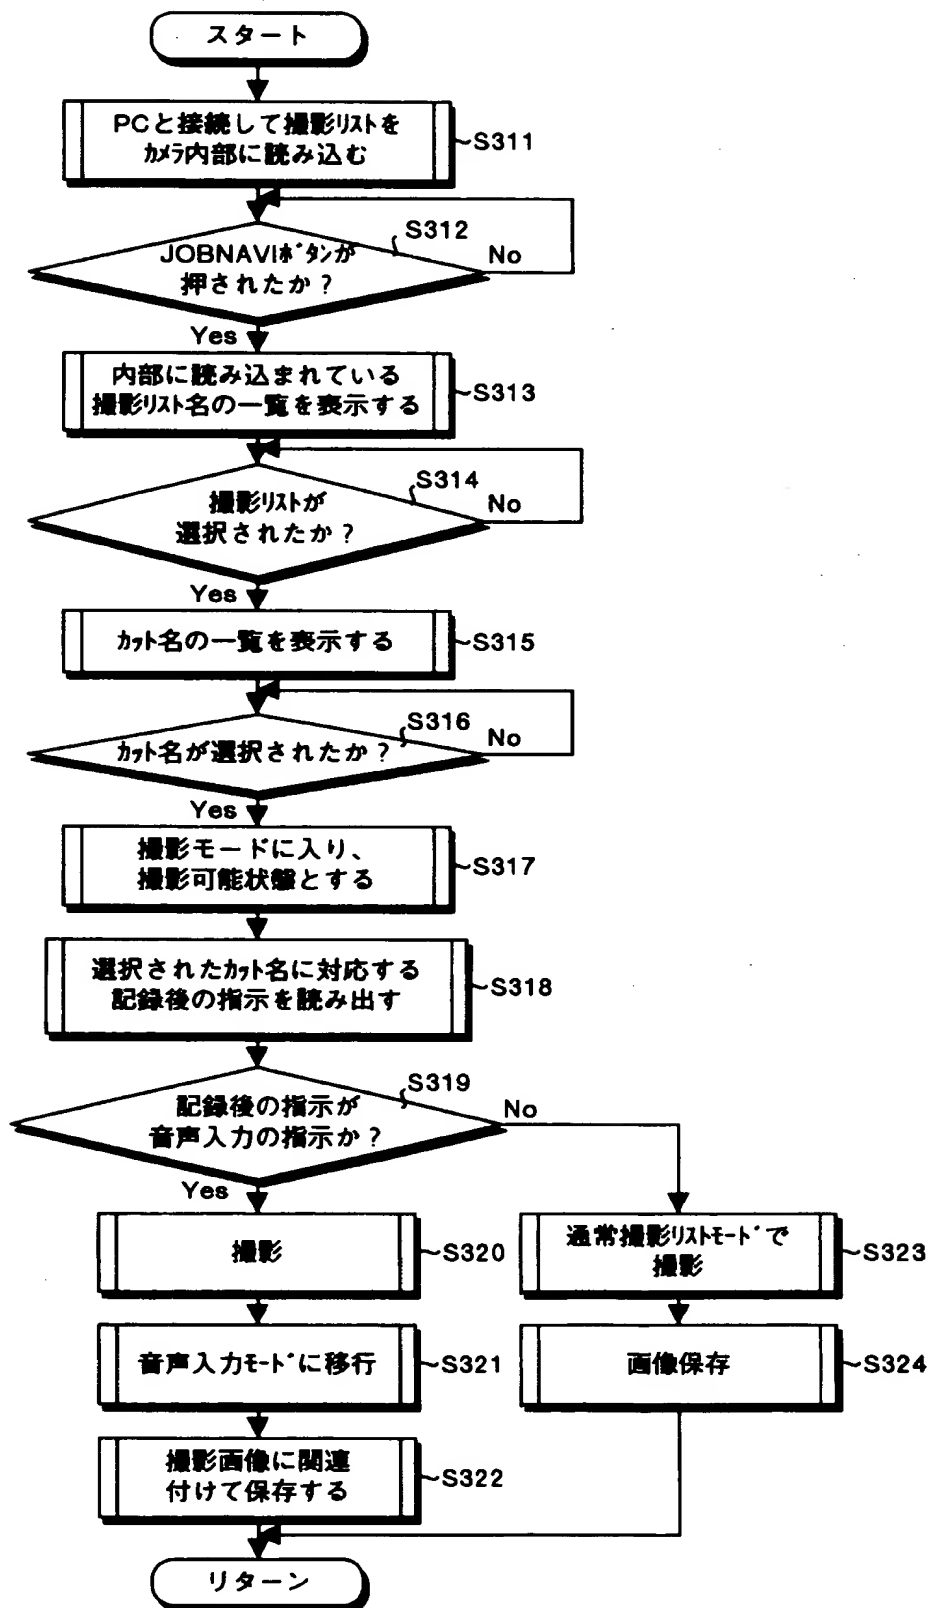 スタート
PCと接続して撮影リストを
ｶﾒﾗ内部に読み込む
S311
S312
JOBNAVIﾎﾞﾀﾝが
押されたか？
No
Yes
内部に読み込まれている
撮影リスト名の一覧を表示する
S313
S314
撮影ﾘｽﾄが
選択されたか？
No
Yes
ｶｯﾄ名の一覧を表示する
S315
S316
ｶｯﾄ名が選択されたか？
No
Yes
撮影モードに入り、
撮影可能状態とする
S317
選択されたｶｯﾄ名に対応する
記録後の指示を読み出す
S318
S319
記録後の指示が
音声入力の指示か？
No
Yes
撮影
S320
通常撮影ﾘｽﾄﾓｰﾄﾞで
撮影
S323
音声入力ﾓｰﾄﾞに移行
S321
画像保存
S324
撮影画像に関連
付けて保存する
S322
リターン